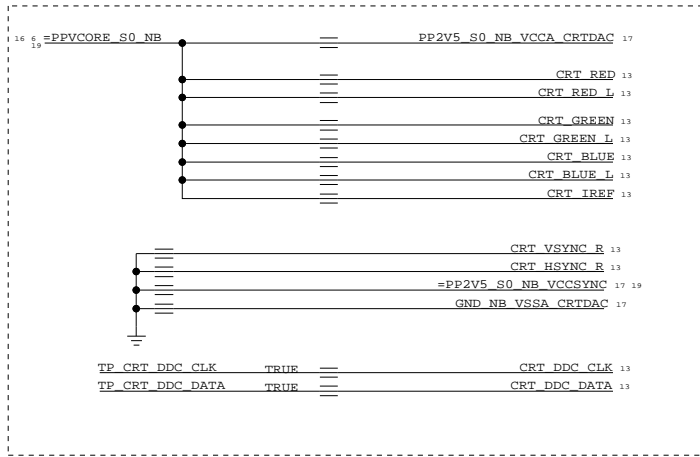 16 6 =PPVCORE_S0_NB PP2V5_S0_NB_VCCA_CRTDAC 17
19
CRT_RED 13
CRT_RED_L 13
CRT_GREEN 13
CRT_GREEN_L 13
CRT_BLUE 13
CRT_BLUE_L 13
CRT_IREF 13
CRT_VSYNC_R 13
CRT_HSYNC_R 13
=PP2V5_S0_NB_VCCSYNC 17 19
GND_NB_VSSA_CRTDAC 17
TP_CRT_DDC_CLK TRUE CRT_DDC_CLK 13
TP_CRT_DDC_DATA TRUE CRT_DDC_DATA 13